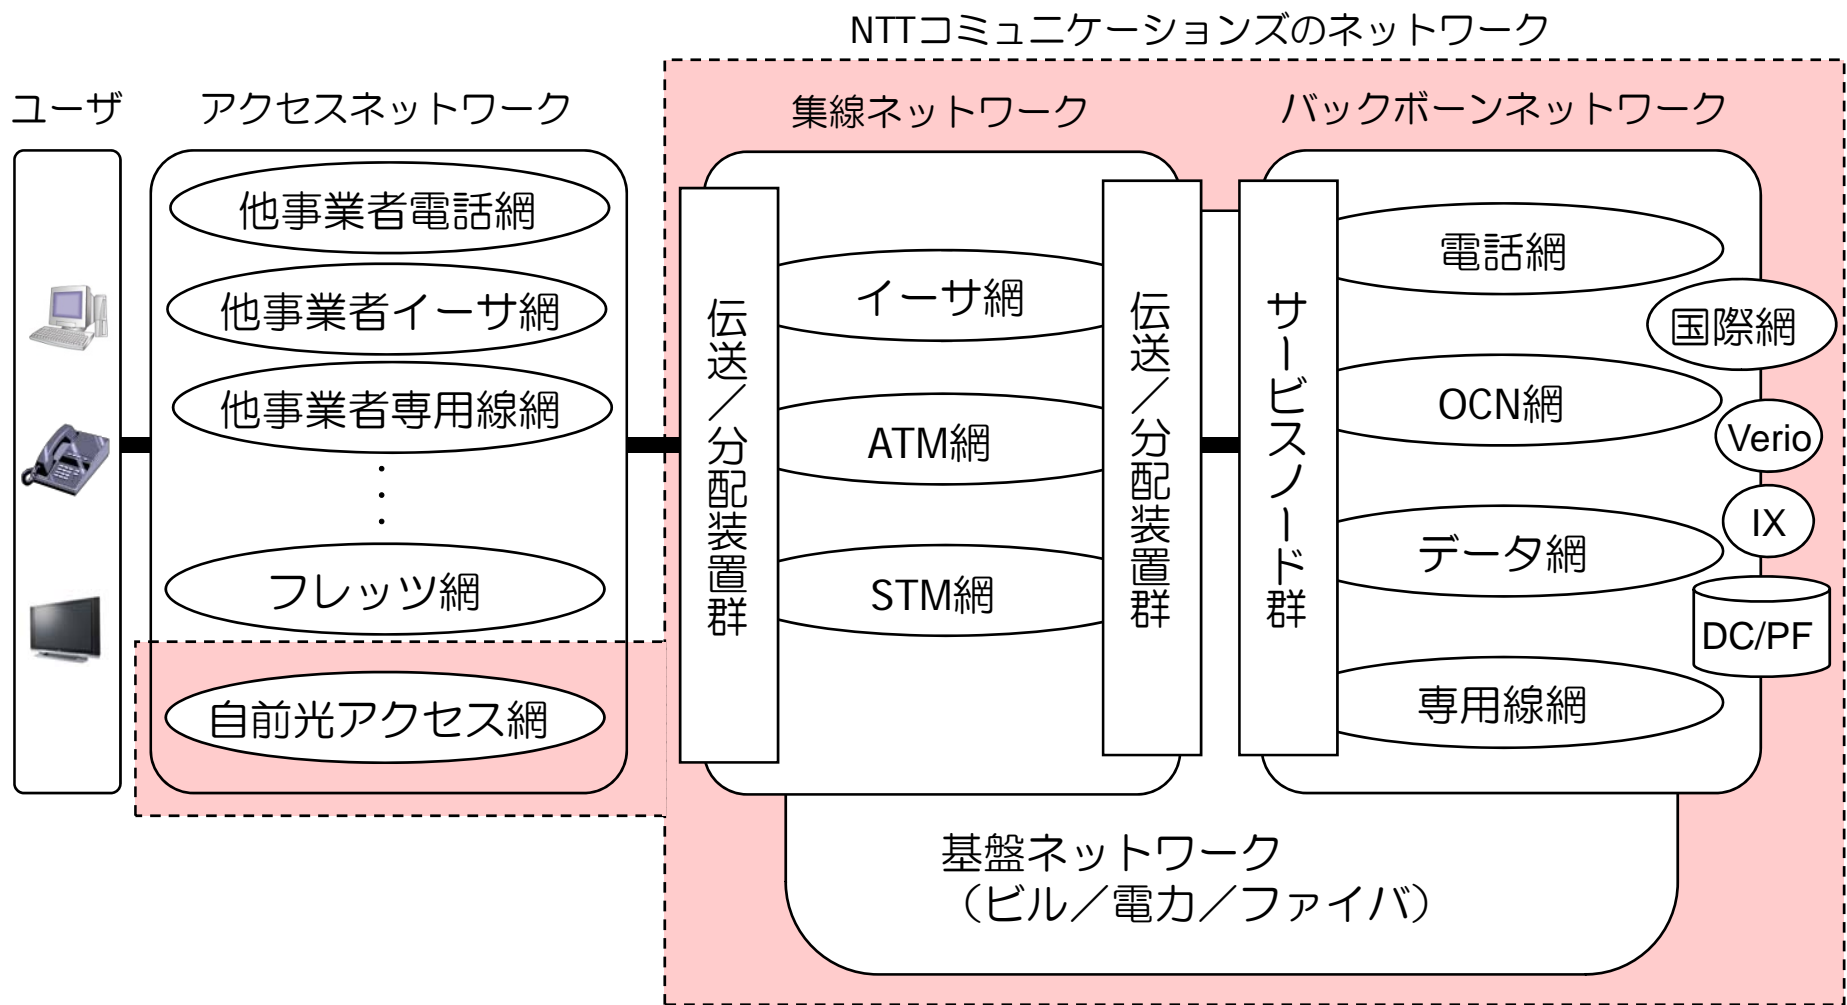 NTTコミュニケーションズのネットワーク
ユーザ
アクセスネットワーク
集線ネットワーク
バックボーンネットワーク
他事業者電話網
他事業者イーサ網
他事業者専用線網
・・・
フレッツ網
自前光アクセス網
伝送／分配装置群
イーサ網
ATM網
STM網
伝送／分配装置群
サービスノード群
電話網
国際網
OCN網
Verio
IX
データ網
DC/PF
専用線網
基盤ネットワーク
（ビル／電力／ファイバ）